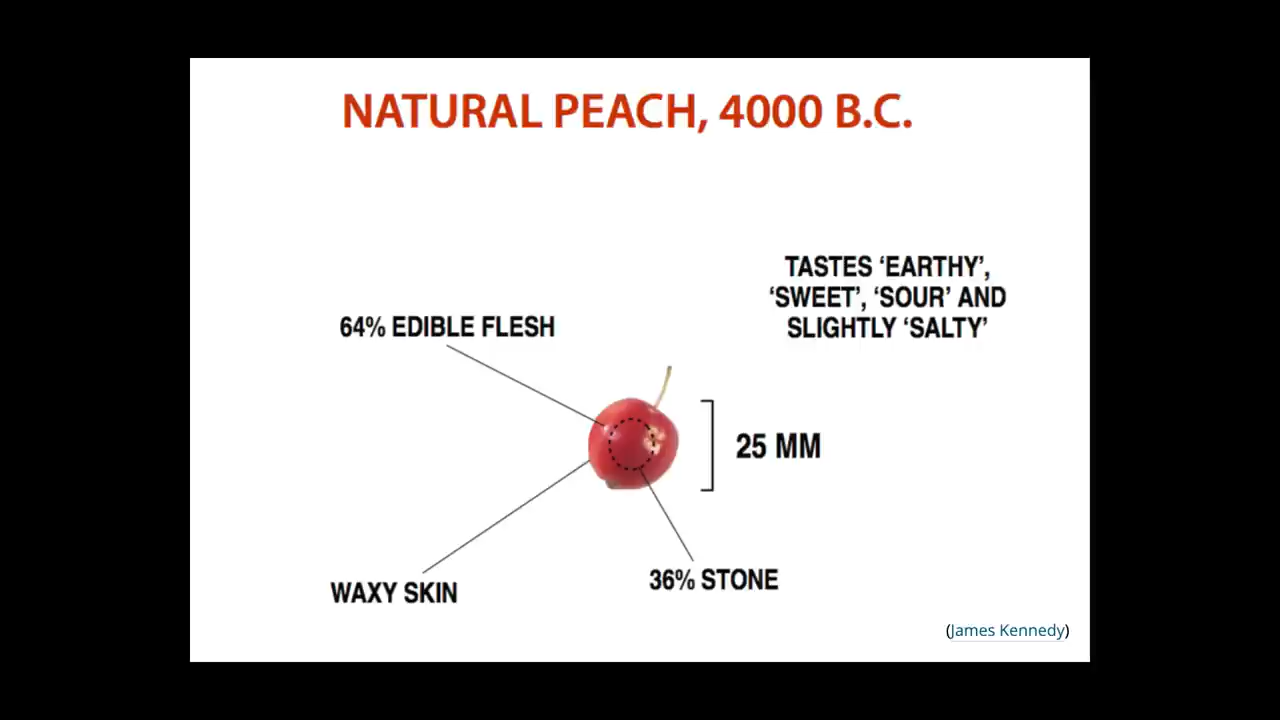 NATURAL PEACH, 4000 B.C.
TASTES ‘EARTHY’,
‘SWEET’, ‘SOUR’ AND
SLIGHTLY ‘SALTY’
64% EDIBLE FLESH
25 MM
36% STONE
WAXY SKIN
(James Kennedy)